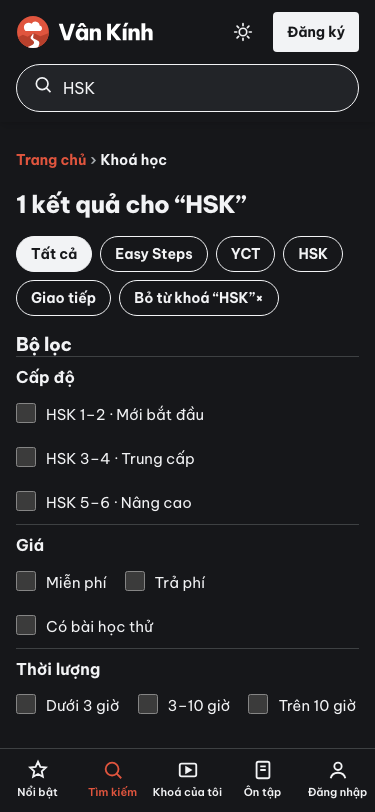 Vân Kính
Đăng ký
HSK
Trang chủ › Khoá học
1 kết quả cho “HSK”
Tất cả Easy Steps YCT HSK
Giao tiếp Bỏ từ khoá “HSK”×
Bộ lọc
Cấp độ
HSK 1–2 · Mới bắt đầu
HSK 3–4 · Trung cấp
HSK 5–6 · Nâng cao
Giá
Miễn phí Trả phí
Có bài học thử
Thời lượng
Dưới 3 giờ 3–10 giờ Trên 10 giờ
Nổi bật Tìm kiếm Khoá của tôi Ôn tập Đăng nhập